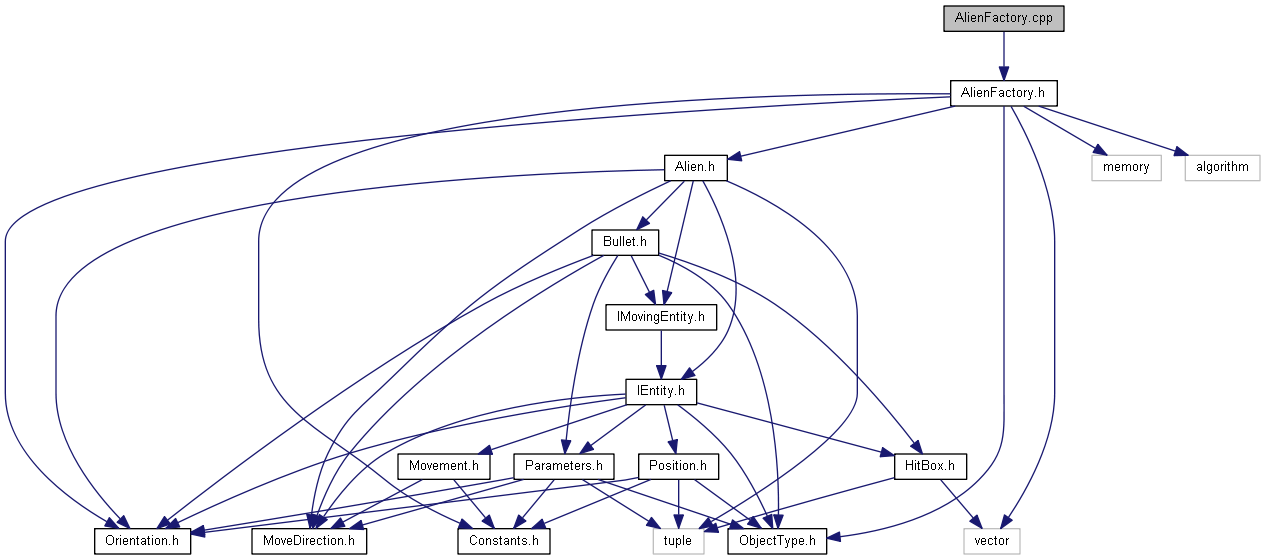 AlienFactory.cpp
AlienFactory.h
Alien.h
memory
algorithm
Bullet.h
IMovingEntity.h
IEntity.h
Movement.h
Parameters.h
Position.h
HitBox.h
Orientation.h
MoveDirection.h
Constants.h
tuple
ObjectType.h
vector